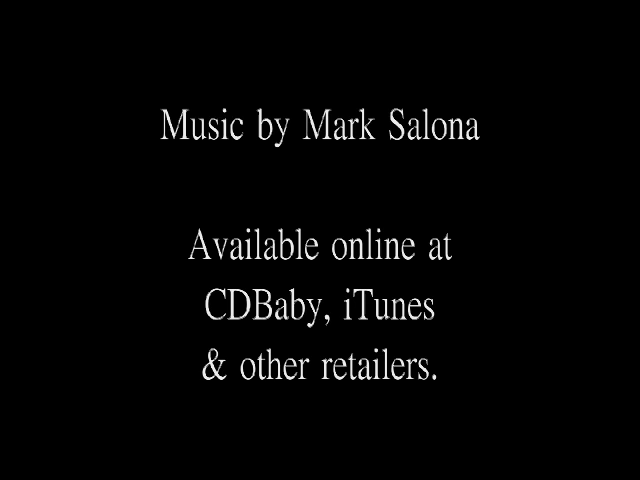 Music by Mark Salona
Available online at
CDBaby, iTunes
& other retailers.